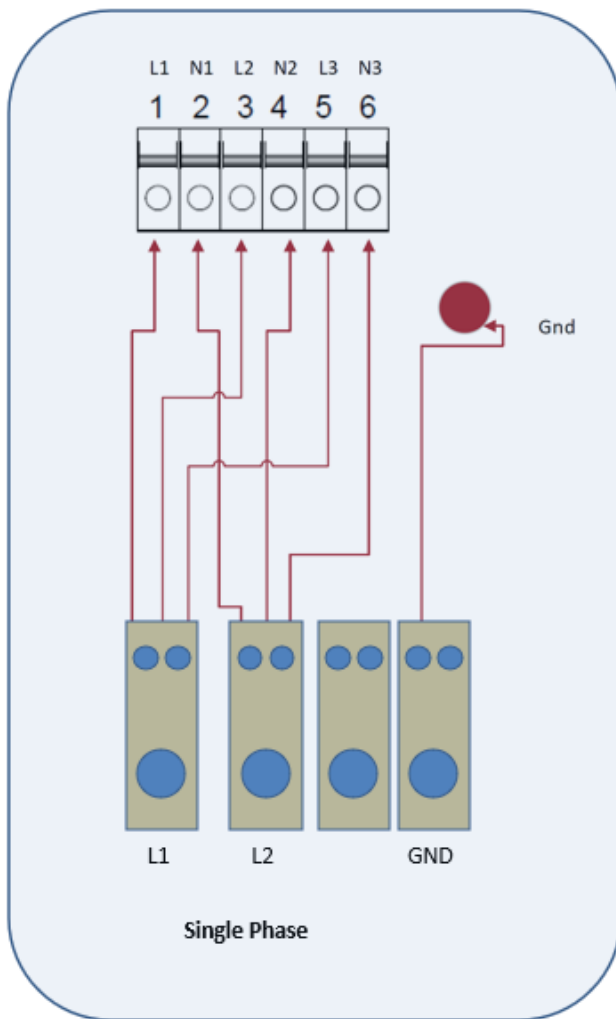 L1 N1 L2 N2 L3 N3
1 2 3 4 5 6
Gnd
L1 L2 GND
Single Phase